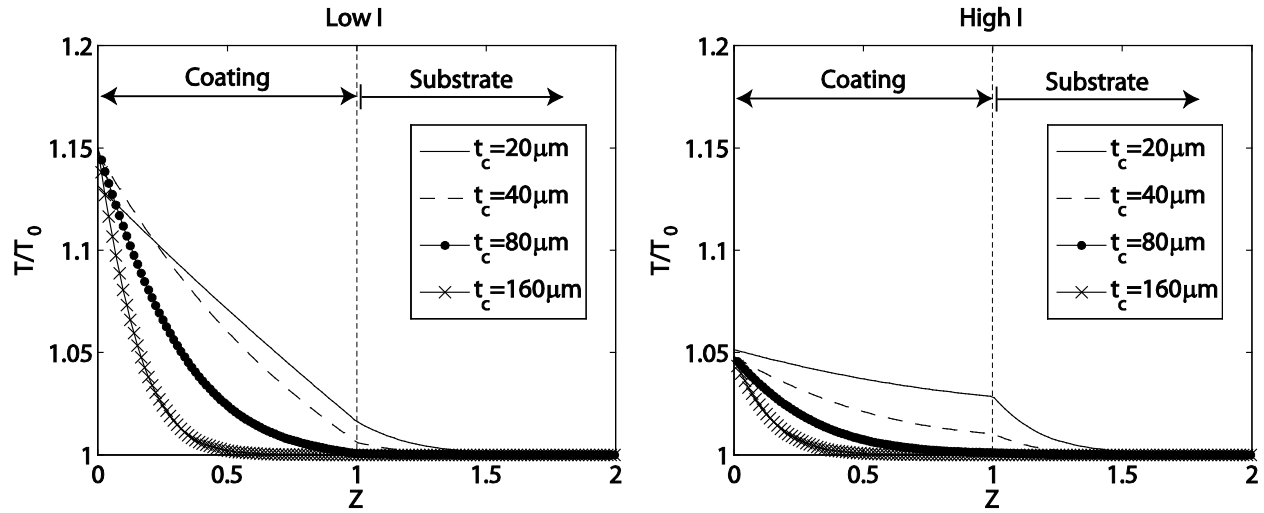 Low I
1.2
Coating
Substrate
1.15
t_c=20μm
t_c=40μm
1.1
T/T_0
t_c=80μm
t_c=160μm
1.05
1
0
0.5
1
1.5
2
Z
High I
1.2
Coating
Substrate
1.15
t_c=20μm
t_c=40μm
1.1
T/T_0
t_c=80μm
t_c=160μm
1.05
1
0
0.5
1
1.5
2
Z